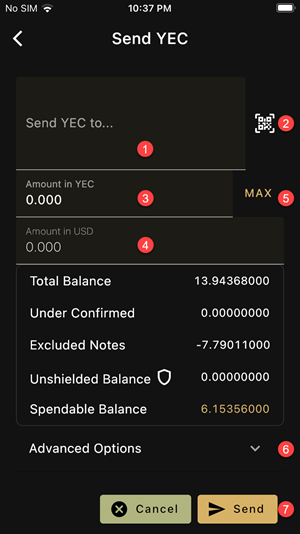 No SIM 10:37 PM
Send YEC
Send YEC to...
1
2
Amount in YEC
0.000
3
MAX
5
Amount in USD
0.000
4
Total Balance 13.94368000
Under Confirmed 0.00000000
Excluded Notes -7.79011000
Unshielded Balance 0.00000000
Spendable Balance 6.15356000
Advanced Options 6
Cancel Send 7